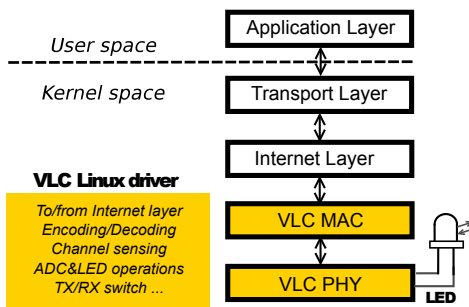 Application Layer
User space
Kernel space
Transport Layer
Internet Layer
VLC Linux driver
To/from Internet layer
Encoding/Decoding
Channel sensing
ADC&LED operations
TX/RX switch ...
VLC MAC
VLC PHY
LED